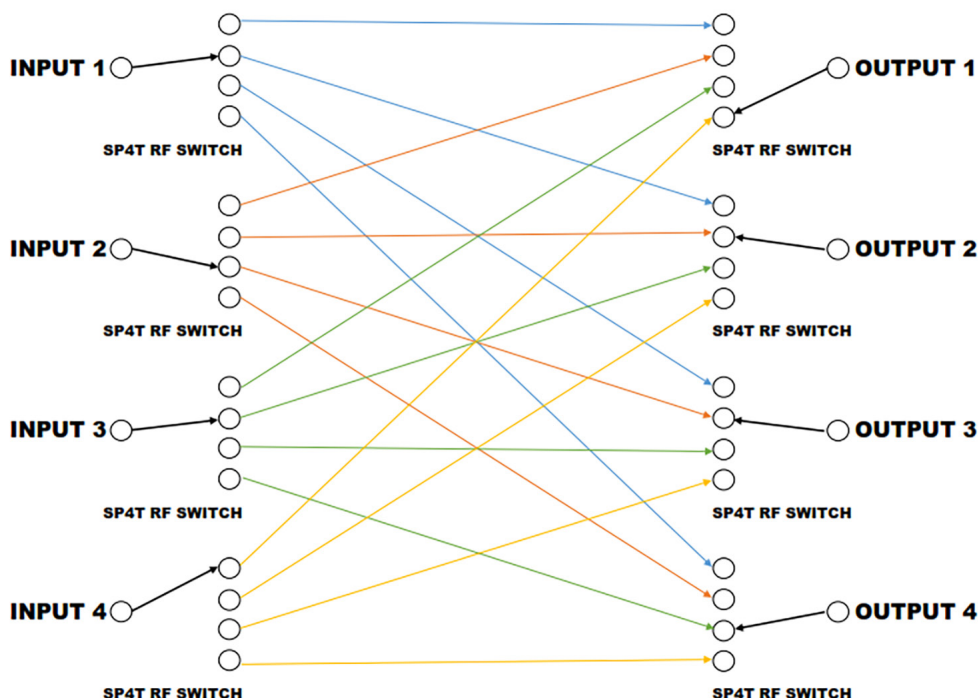 INPUT 1
OUTPUT 1
SP4T RF SWITCH
SP4T RF SWITCH
INPUT 2
OUTPUT 2
SP4T RF SWITCH
SP4T RF SWITCH
INPUT 3
OUTPUT 3
SP4T RF SWITCH
SP4T RF SWITCH
INPUT 4
OUTPUT 4
SP4T RF SWITCH
SP4T RF SWITCH